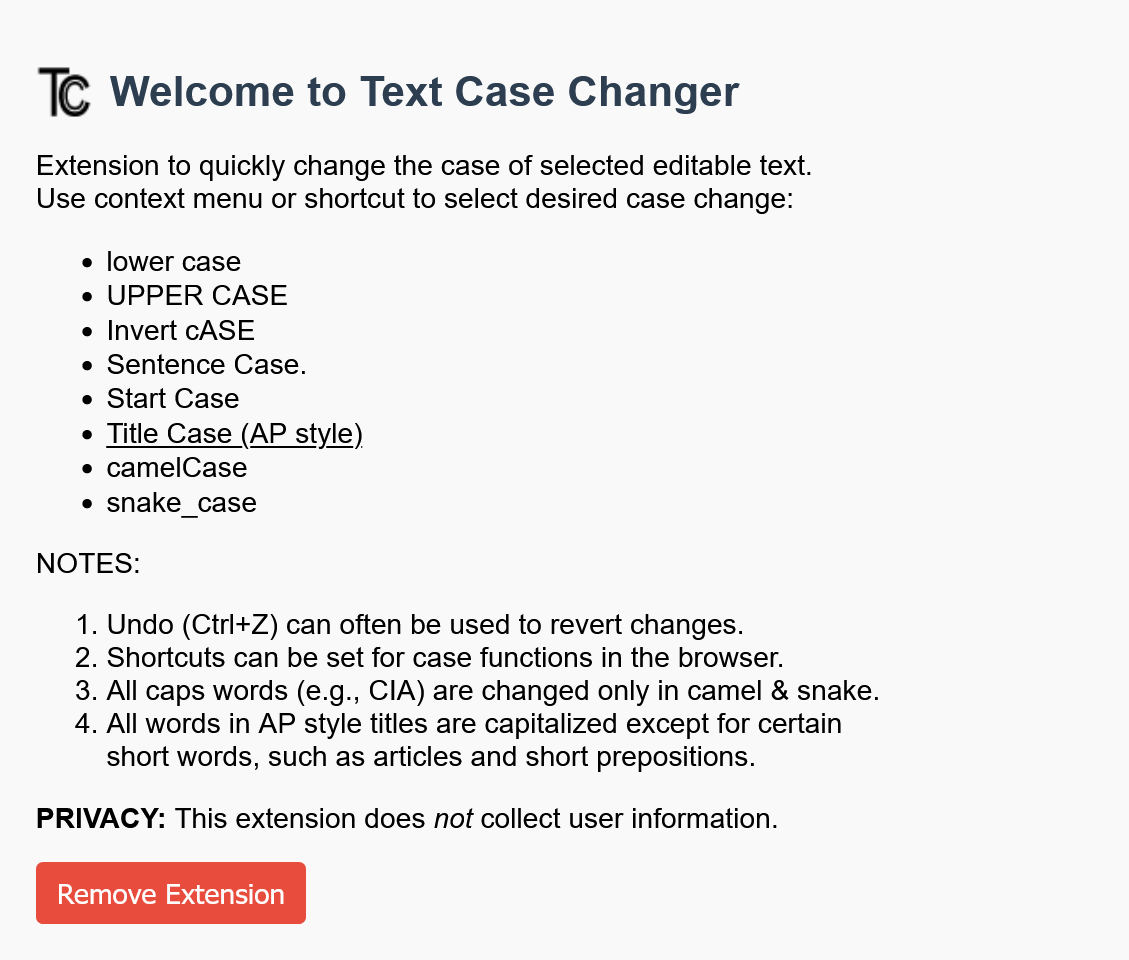 TC Welcome to Text Case Changer
Extension to quickly change the case of selected editable text.
Use context menu or shortcut to select desired case change:
• lower case
• UPPER CASE
• Invert cASE
• Sentence Case.
• Start Case
• Title Case (AP style)
• camelCase
• snake_case
NOTES:
1. Undo (Ctrl+Z) can often be used to revert changes.
2. Shortcuts can be set for case functions in the browser.
3. All caps words (e.g., CIA) are changed only in camel & snake.
4. All words in AP style titles are capitalized except for certain
short words, such as articles and short prepositions.
PRIVACY: This extension does not collect user information.
Remove Extension